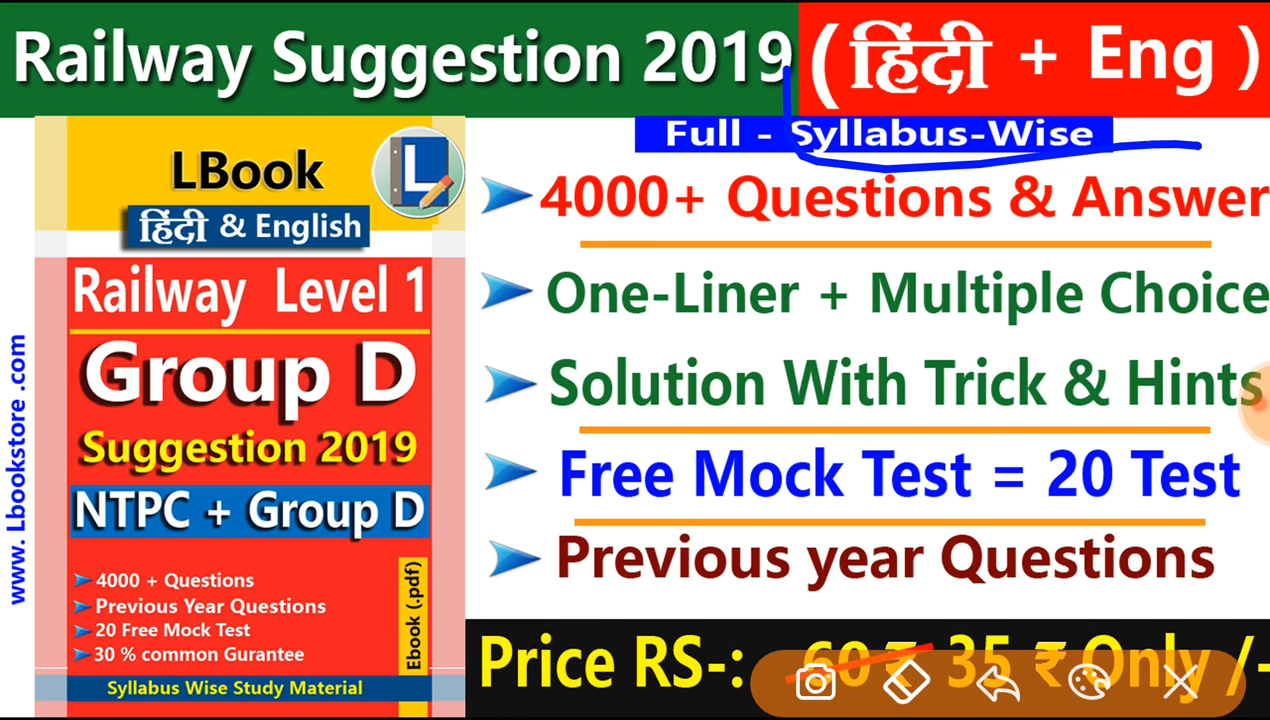 Railway Suggestion 2019 ( हिंदी + Eng )
Full - Syllabus-Wise
4000+ Questions & Answer
One-Liner + Multiple Choice
Solution With Trick & Hints
Free Mock Test = 20 Test
Previous year Questions
Price RS-: 60 ₹ 35 ₹ Only /-
LBook
L
हिंदी & English
Railway Level 1
Group D
Suggestion 2019
NTPC + Group D
4000 + Questions
Previous Year Questions
20 Free Mock Test
30 % common Gurantee
Ebook (.pdf)
Syllabus Wise Study Material
www. Lbookstore .com